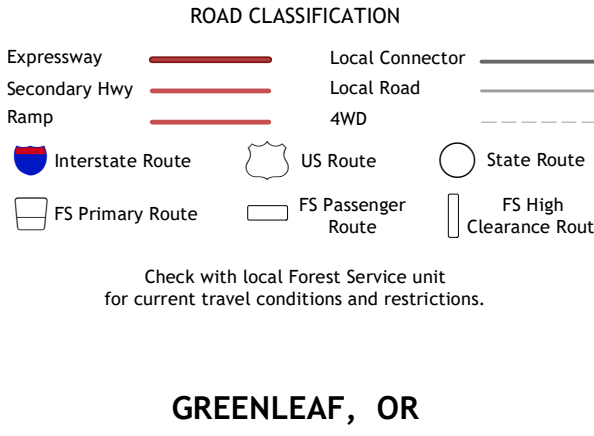 ROAD CLASSIFICATION
Expressway
Local Connector
Secondary Hwy
Local Road
Ramp
4WD
Interstate Route
US Route
State Route
FS Primary Route
FS Passenger
Route
FS High
Clearance Rout
Check with local Forest Service unit
for current travel conditions and restrictions.
GREENLEAF, OR